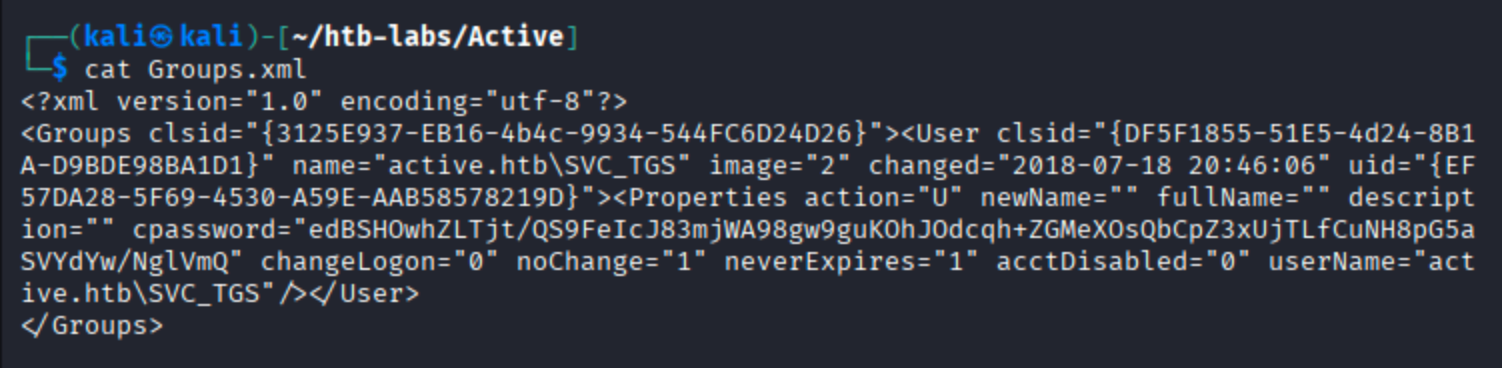 ┌──(kali㉿kali)-[~/htb-labs/Active]
└─$ cat Groups.xml
<?xml version="1.0" encoding="utf-8"?>
<Groups clsid="{3125E937-EB16-4b4c-9934-544FC6D24D26}"><User clsid="{DF5F1855-51E5-4d24-8B1
A-D9BDE98BA1D1}" name="active.htb\SVC_TGS" image="2" changed="2018-07-18 20:46:06" uid="{EF
57DA28-5F69-4530-A59E-AAB58578219D}"><Properties action="U" newName="" fullName="" descript
ion="" cpassword="edBSHOwhZLTjt/QS9FeIcJ83mjWA98gw9guKOhJOdcqh+ZGMeXOsQbCpZ3xUjTLfCuNH8pG5a
SVYdYw/NglVmQ" changeLogon="0" noChange="1" neverExpires="1" acctDisabled="0" userName="act
ive.htb\SVC_TGS"/></User>
</Groups>